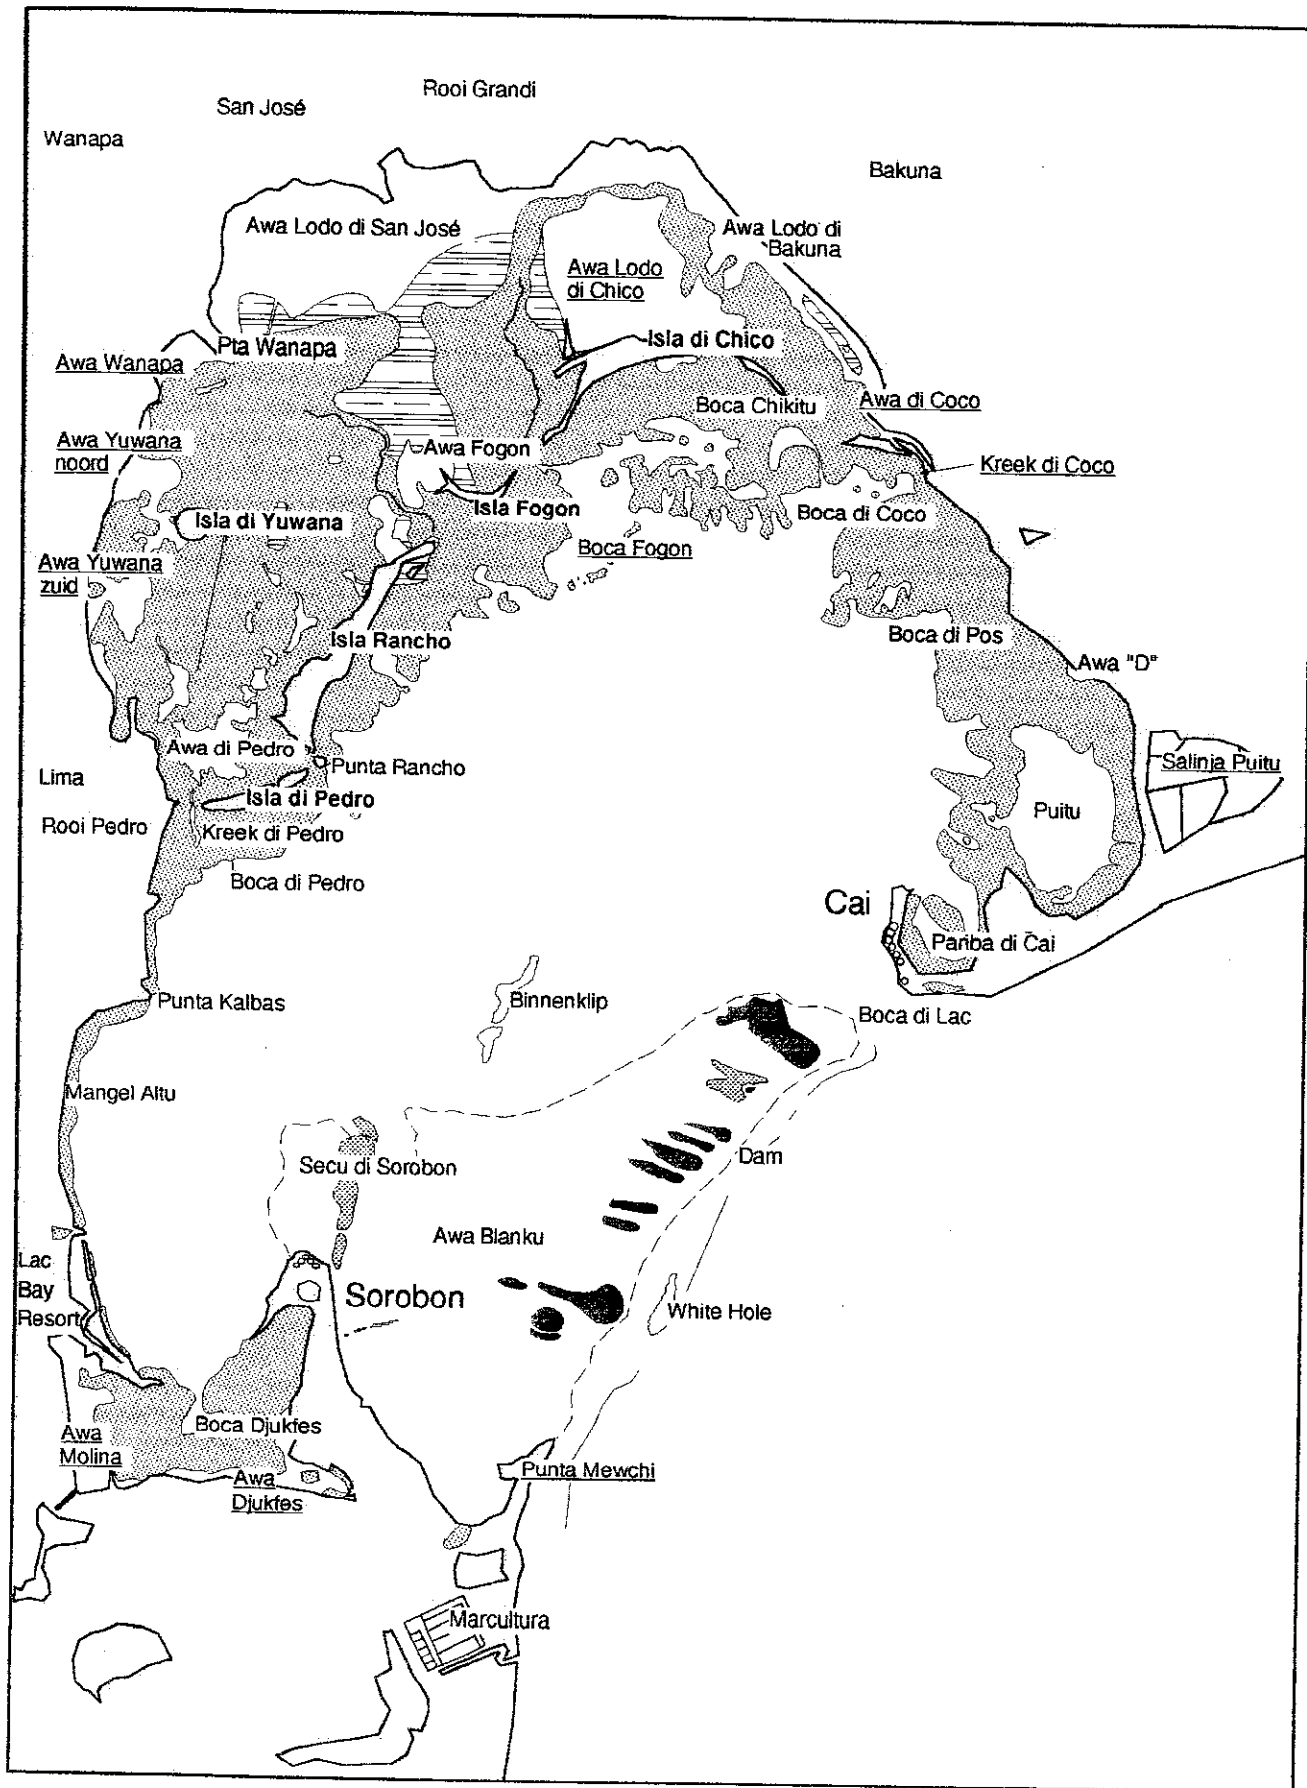 Rooi Grandi
San José
Wanapa
Bakuna
Awa Lodo di San José
Awa Lodo di
Bakuna
Awa Lodo
di Chico
Isla di Chico
Pta Wanapa
Awa Wanapa
Boca Chikitu
Awa di Coco
Awa Yuwana
noord
Awa Fogon
Kreek di Coco
Isla Fogon
Isla di Yuwana
Boca di Coco
Boca Fogon
Awa Yuwana
zuid
Isla Rancho
Boca di Pos
Awa "D"
Awa di Pedro
Punta Rancho
Salinja Puitu
Lima
Isla di Pedro
Puitu
Rooi Pedro
Kreek di Pedro
Boca di Pedro
Cai
Pariba di Cai
Punta Kalbas
Binnenklip
Boca di Lac
Mangel Altu
Secu di Sorobon
Dam
Awa Blanku
Lac
Bay
Resort
Sorobon
White Hole
Boca Djukfes
Awa
Molina
Punta Mewchi
Awa
Djukfes
Marcultura